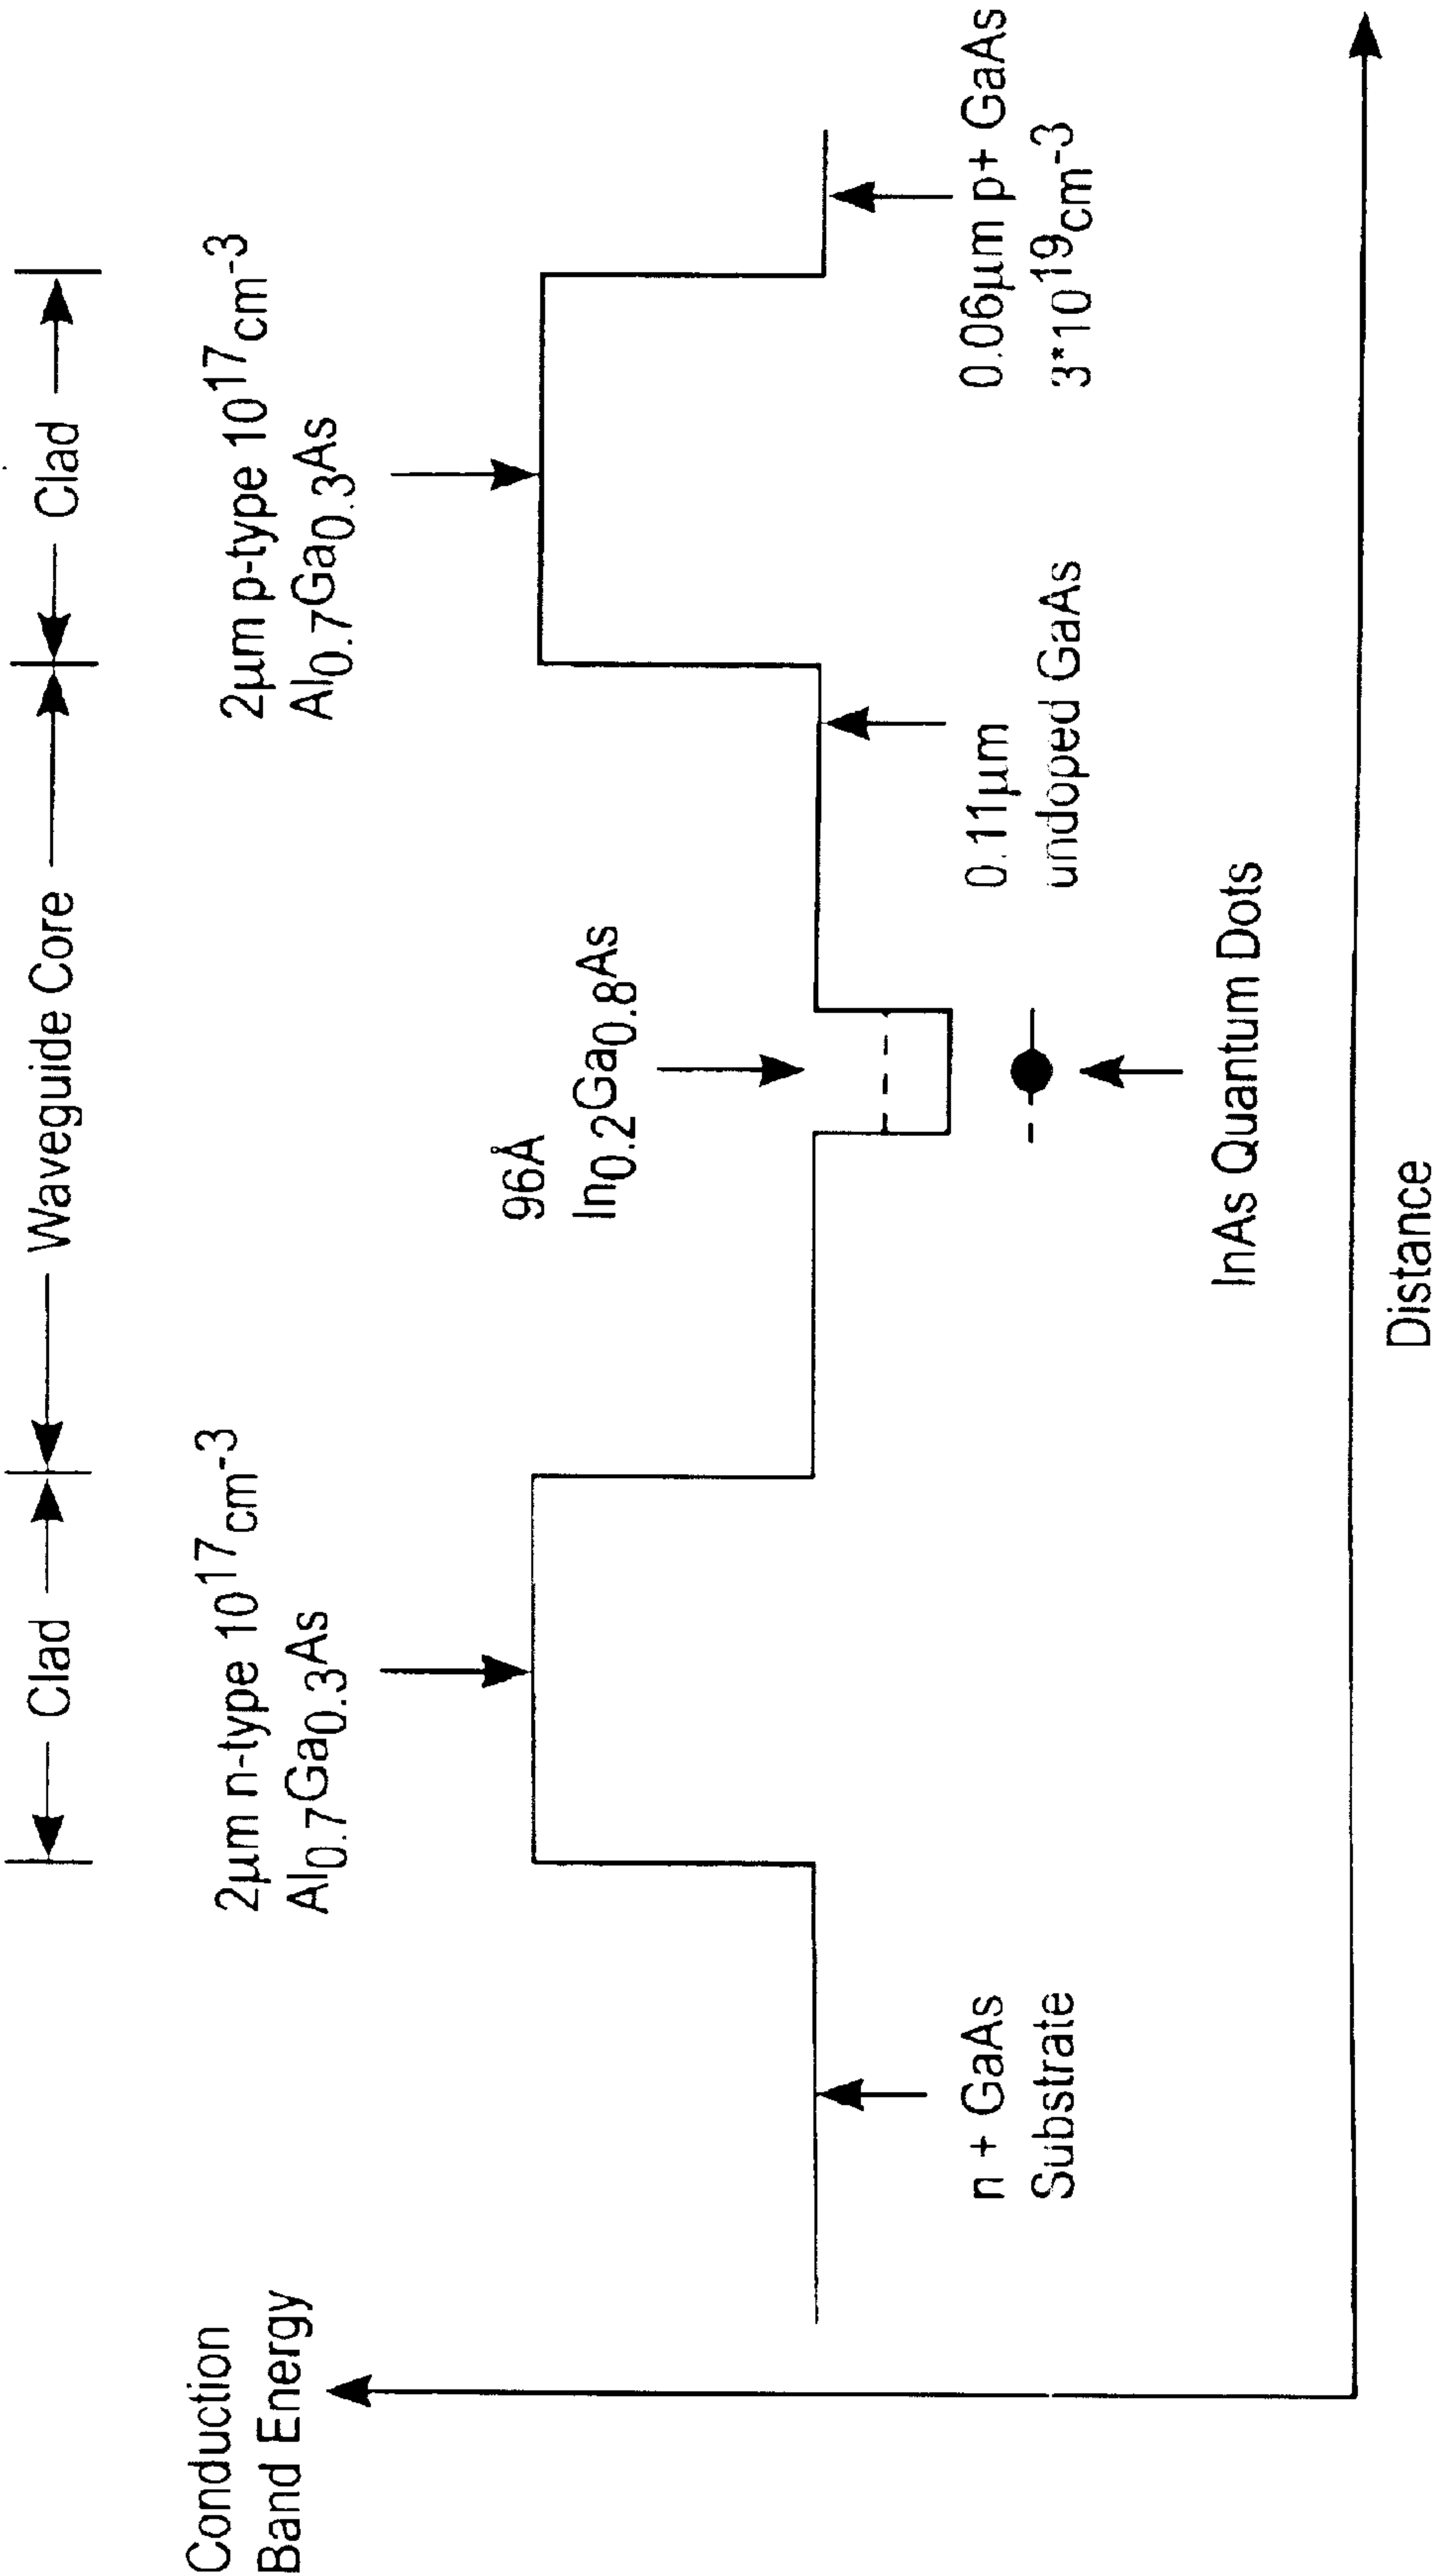 Conduction
Band Energy
Clad
Waveguide Core
Clad
2μm n-type 10^17cm^-3
Al0.7Ga0.3As
96Å
In0.2Ga0.8As
2μm p-type 10^17cm^-3
Al0.7Ga0.3As
n + GaAs
Substrate
InAs Quantum Dots
0.11μm
undoped GaAs
0.06μm p+ GaAs
3*10^19cm^-3
Distance